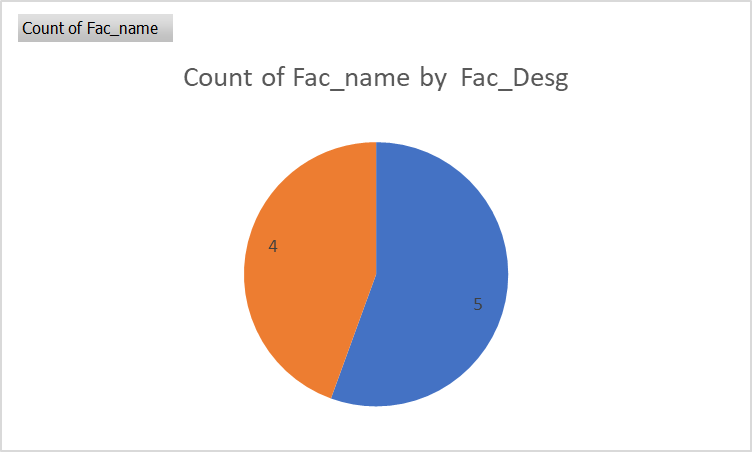 Count of Fac_name
Count of Fac_name by Fac_Desg
4
5